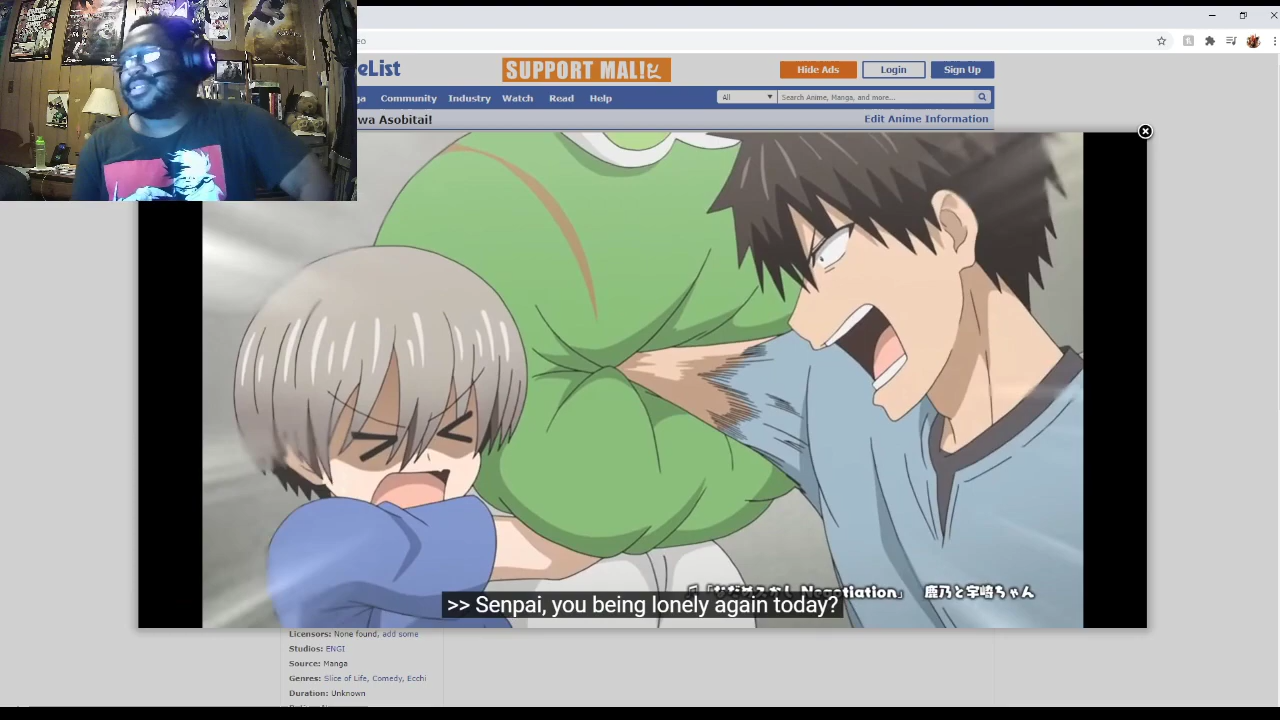 eo
eList
SUPPORT MAL!
Hide Ads
Login
Sign Up
ga Community Industry Watch Read Help
All
Search Anime, Manga, and more...
wa Asobitai!
Edit Anime Information
Negotiation」 鹿乃と宇崎ちゃん
>> Senpai, you being lonely again today?
Licensors: None found, add some
Studios: ENGI
Source: Manga
Genres: Slice of Life, Comedy, Ecchi
Duration: Unknown